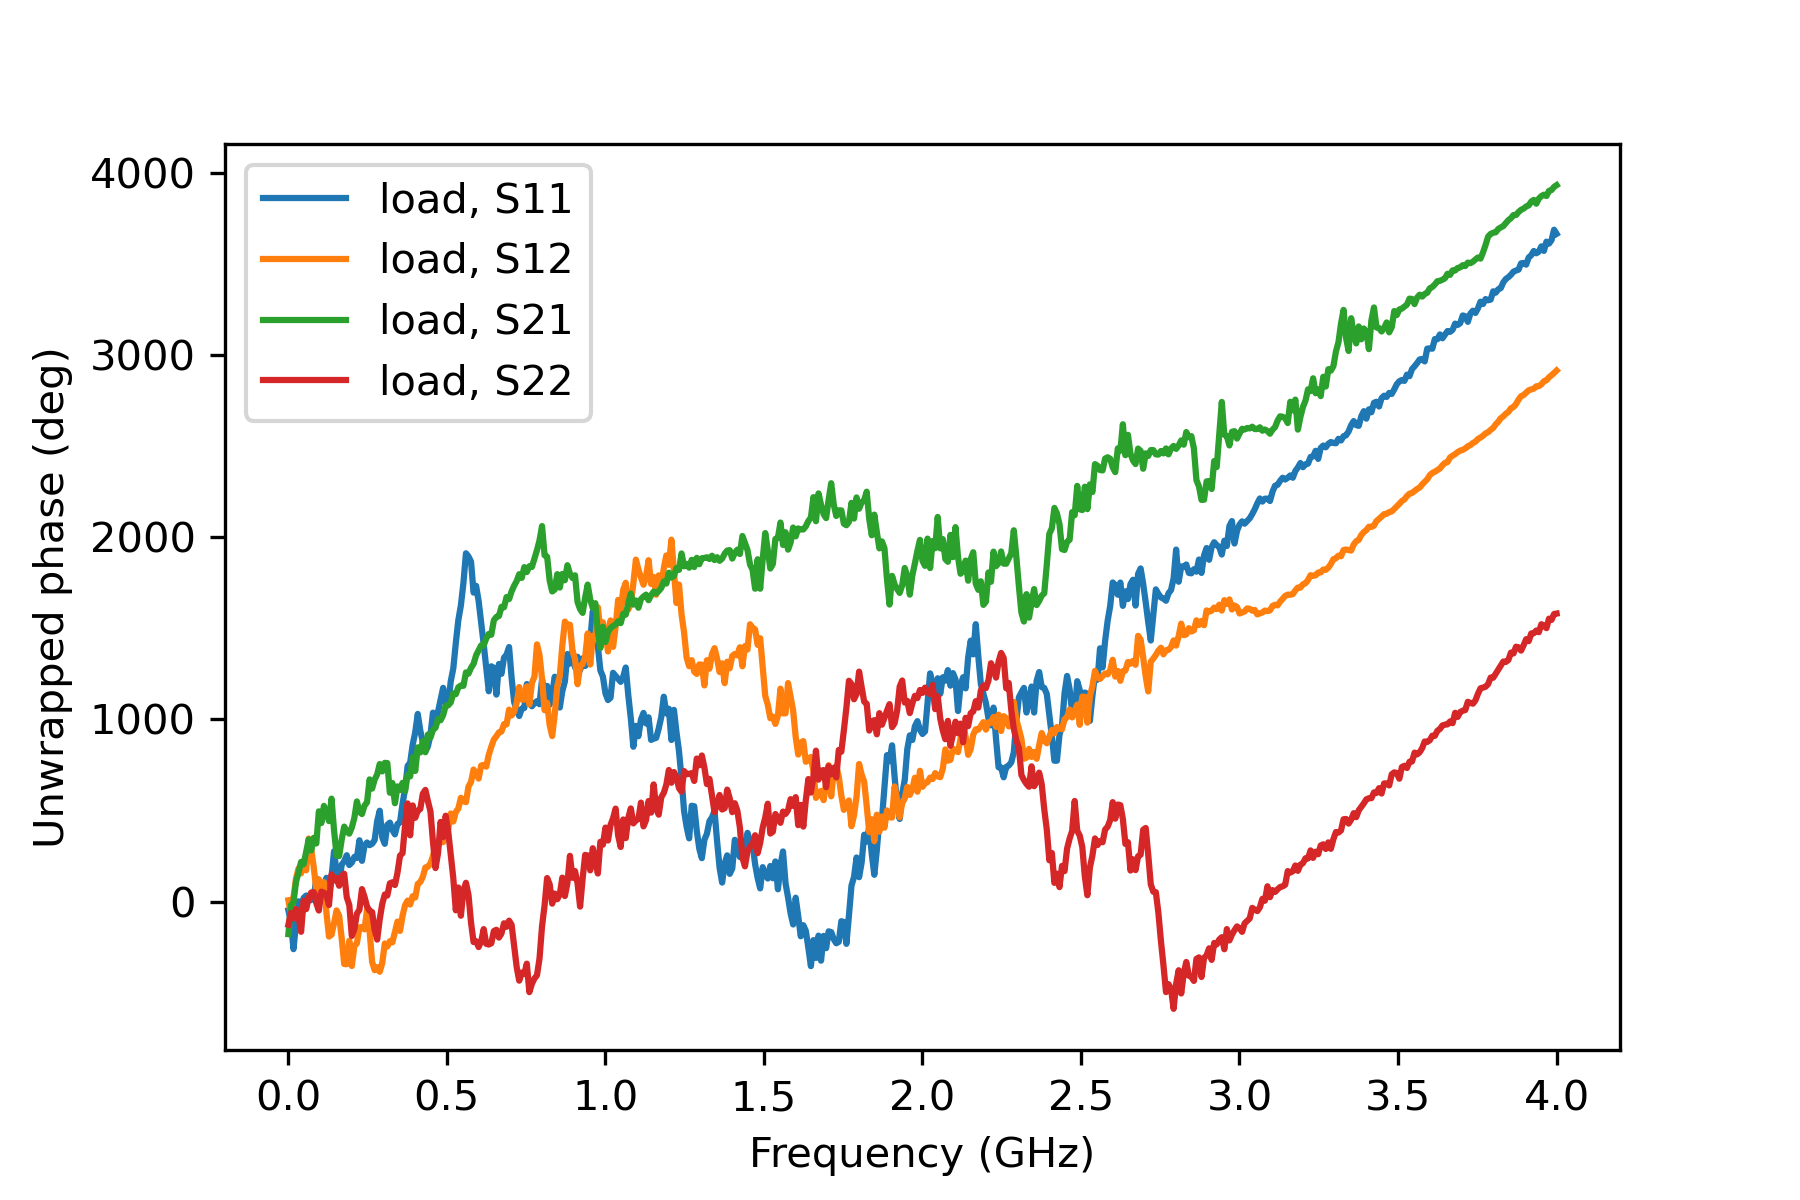 4000
3000
2000
1000
0
Unwrapped phase (deg)
load, S11
load, S12
load, S21
load, S22
0.0 0.5 1.0 1.5 2.0 2.5 3.0 3.5 4.0
Frequency (GHz)